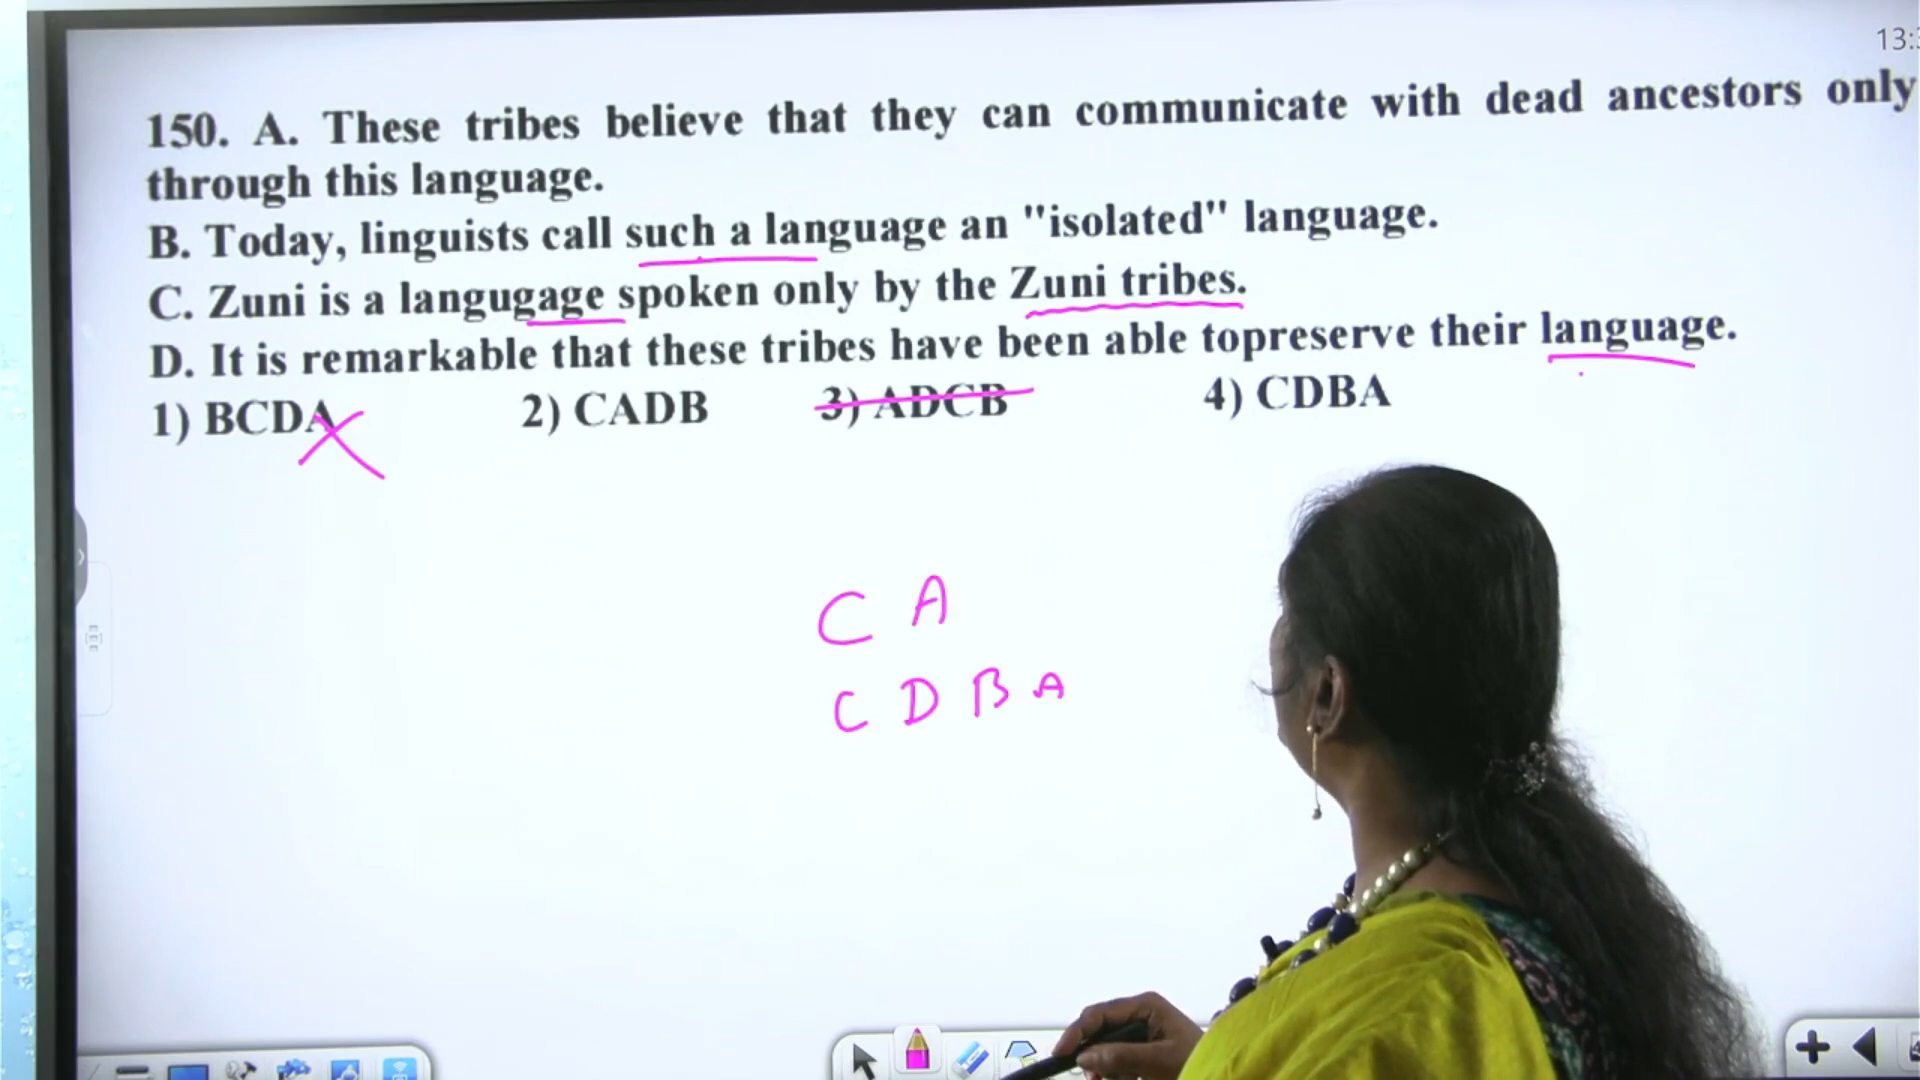 13:3
150. A. These tribes believe that they can communicate with dead ancestors only
through this language.
B. Today, linguists call such a language an "isolated" language.
C. Zuni is a langugage spoken only by the Zuni tribes.
D. It is remarkable that these tribes have been able topreserve their language.
1) BCDA 2) CADB 3) ADCB 4) CDBA
C A
C D B A